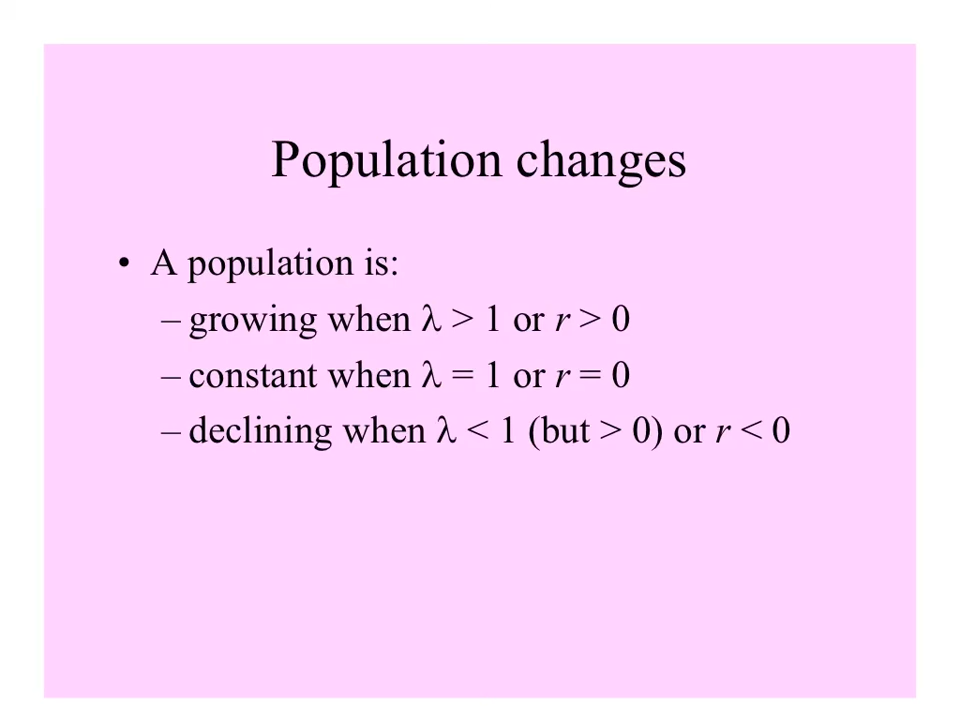 Population changes
• A population is:
– growing when λ > 1 or r > 0
– constant when λ = 1 or r = 0
– declining when λ < 1 (but > 0) or r < 0